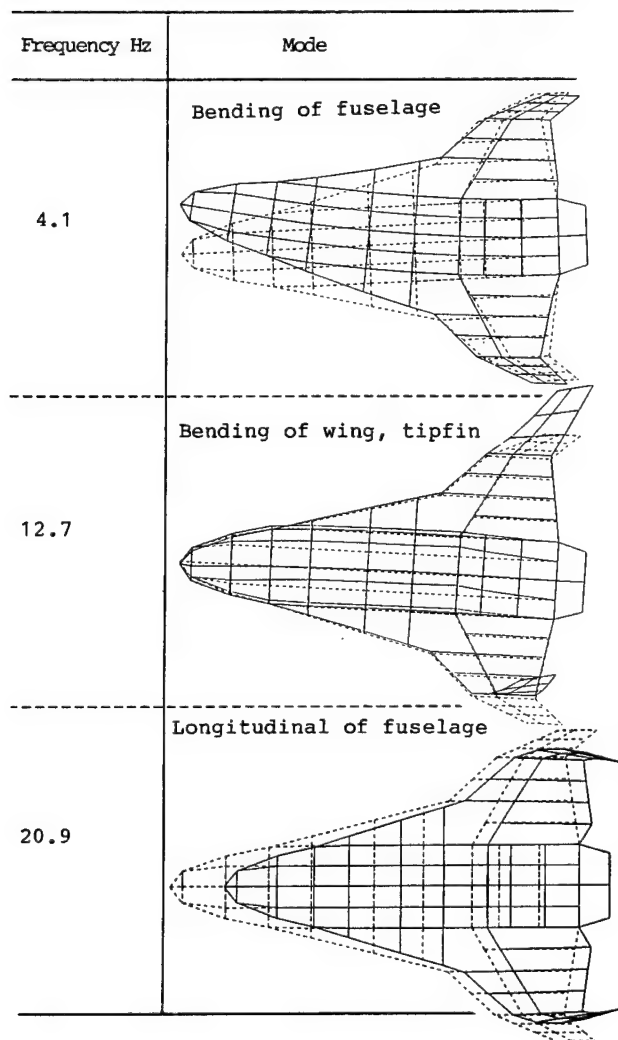 Frequency Hz Mode
Bending of fuselage
4.1
Bending of wing, tipfin
12.7
Longitudinal of fuselage
20.9